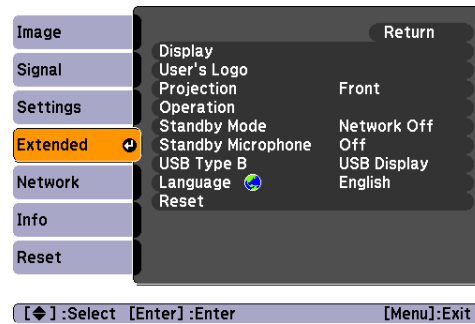 Image
Signal
Settings
Extended
Network
Info
Reset
Return
Display
User's Logo
Projection Front
Operation
Standby Mode Network Off
Standby Microphone Off
USB Type B USB Display
Language English
Reset
[◆] :Select [Enter] :Enter [Menu]:Exit